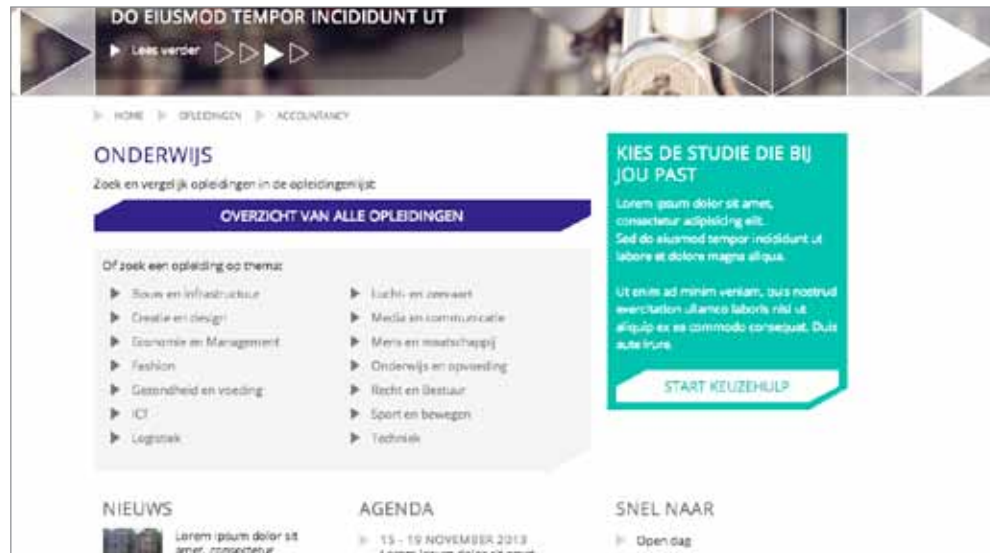 DO EIUSMOD TEMPOR INCIDIDUNT UT
Lees verder
HOME OPLEIDINGEN ACCOUNTANCY
ONDERWIJS
Zoek en vergelijk opleidingen in de opleidingenlijst
OVERZICHT VAN ALLE OPLEIDINGEN
Of zoek een opleiding op thema:
Bouw en infrastructuur
Creatie en design
Economie en Management
Fashion
Gezondheid en voeding
ICT
Logistiek
Lucht- en zeevaart
Media en communicatie
Mens en maatschappij
Onderwijs en opvoeding
Recht en Bestuur
Sport en bewegen
Techniek
KIES DE STUDIE DIE BIJ
JOU PAST
Lorem ipsum dolor sit amet,
consectetur adipisicing elit.
Sed do eiusmod tempor incididunt ut
labore et dolore magna aliqua.
Ut enim ad minim veniam, quis nostrud
exercitation ullamco laboris nisi ut
aliquip ex ea commodo consequat. Duis
aute irure.
START KEUZEHULP
NIEUWS
Lorem ipsum dolor sit
amet, consectetur
AGENDA
15 - 19 NOVEMBER 2013
Lorem ipsum dolor sit amet
SNEL NAAR
Open dag